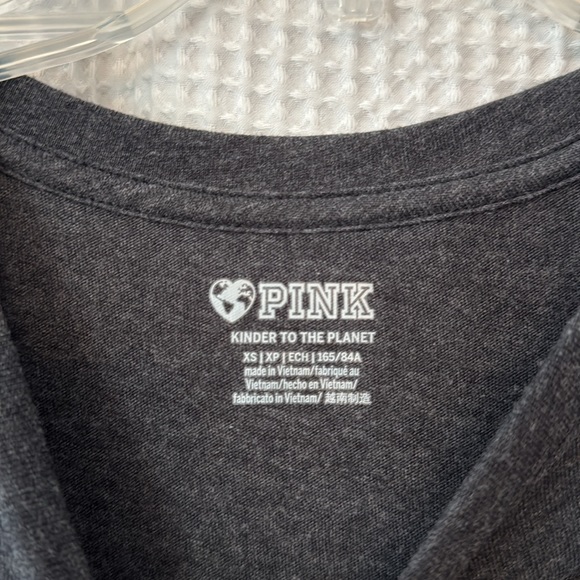 PINK
KINDER TO THE PLANET
XS | XP | ECH | 165/84A
made in Vietnam/fabriqué au
Vietnam/hecho en Vietnam/
fabbricato in Vietnam/ 越南制造